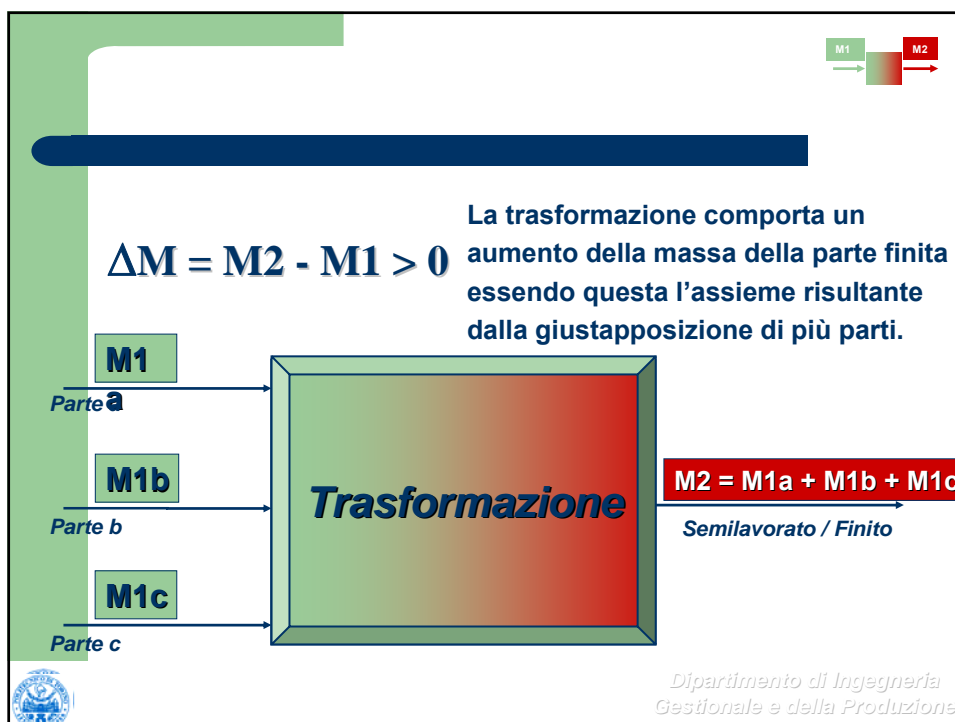 M1 M2
ΔM = M2 - M1 > 0
La trasformazione comporta un
aumento della massa della parte finita
essendo questa l’assieme risultante
dalla giustapposizione di più parti.
M1
a
Parte
M1b
Parte b
M1c
Parte c
Trasformazione
M2 = M1a + M1b + M1c
Semilavorato / Finito
Dipartimento di Ingegneria
Gestionale e della Produzione